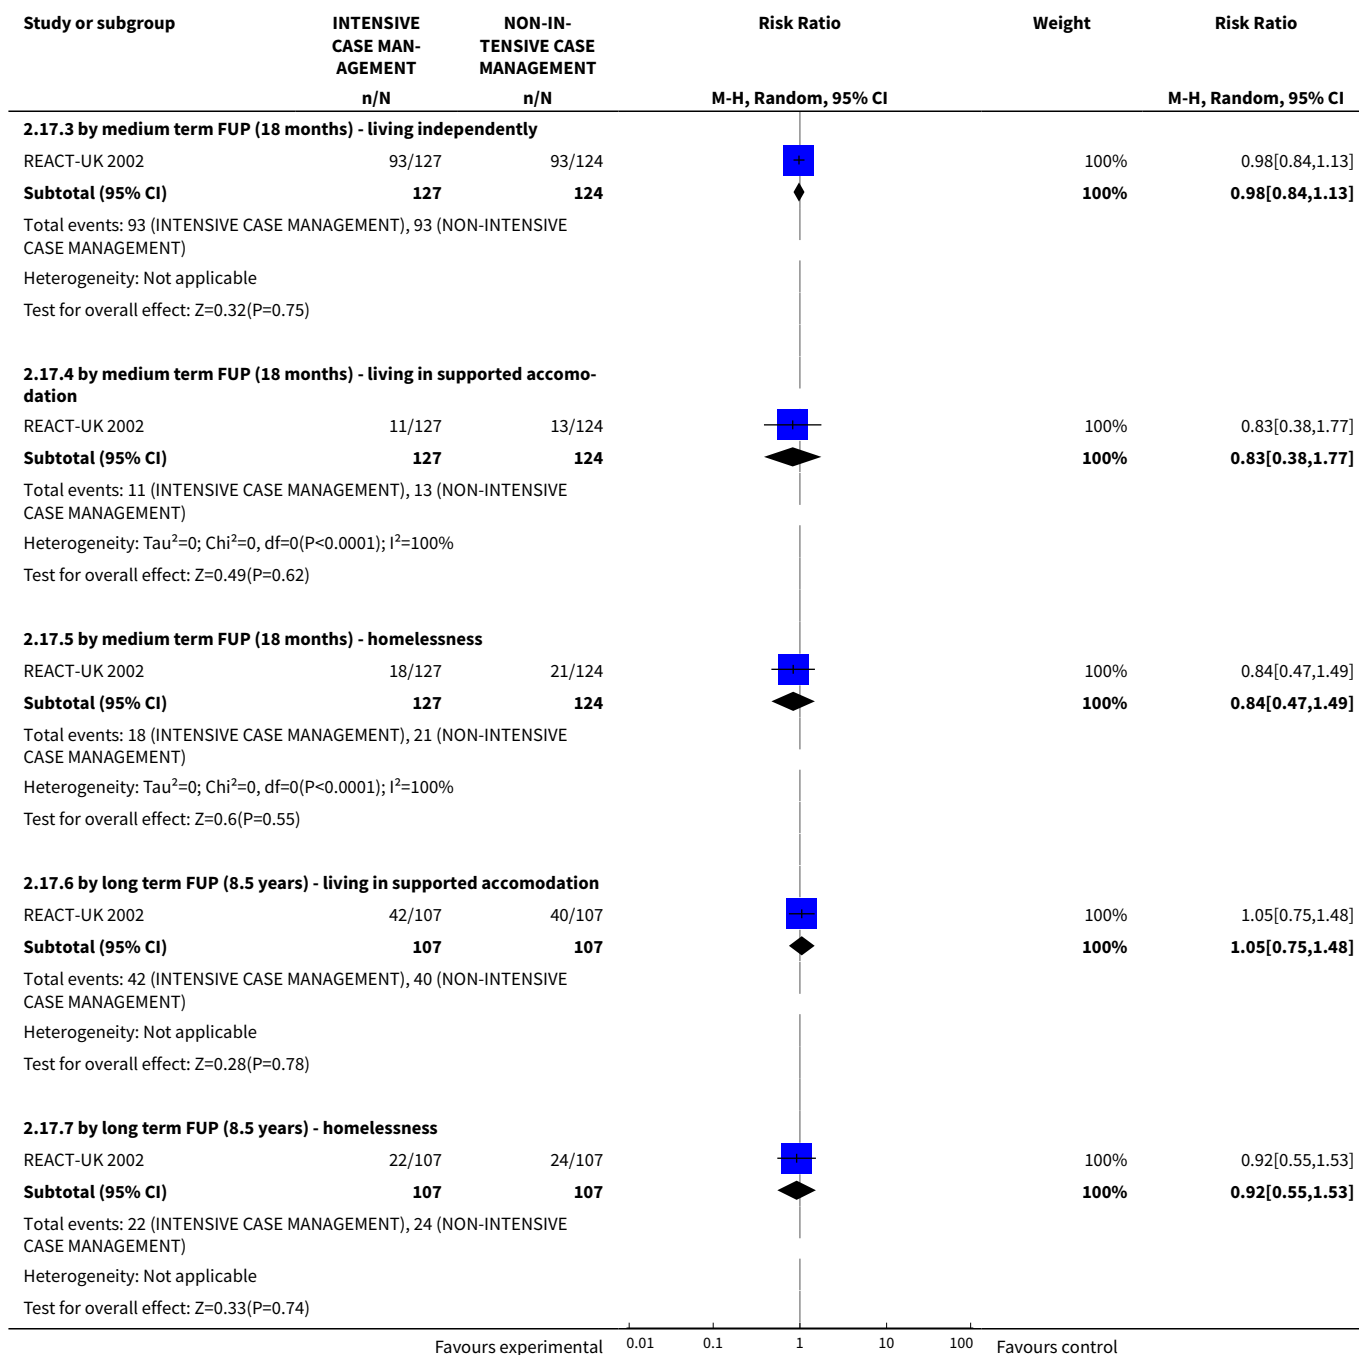 Study or subgroup INTENSIVE CASE MAN-AGEMENT NON-IN-TENSIVE CASE MANAGEMENT Risk Ratio Weight Risk Ratio
n/N n/N M-H, Random, 95% CI M-H, Random, 95% CI
2.17.3 by medium term FUP (18 months) - living independently
REACT-UK 2002 93/127 93/124 100% 0.98[0.84,1.13]
Subtotal (95% CI) 127 124 100% 0.98[0.84,1.13]
Total events: 93 (INTENSIVE CASE MANAGEMENT), 93 (NON-INTENSIVE
CASE MANAGEMENT)
Heterogeneity: Not applicable
Test for overall effect: Z=0.32(P=0.75)
2.17.4 by medium term FUP (18 months) - living in supported accomo-
dation
REACT-UK 2002 11/127 13/124 100% 0.83[0.38,1.77]
Subtotal (95% CI) 127 124 100% 0.83[0.38,1.77]
Total events: 11 (INTENSIVE CASE MANAGEMENT), 13 (NON-INTENSIVE
CASE MANAGEMENT)
Heterogeneity: Tau²=0; Chi²=0, df=0(P<0.0001); I²=100%
Test for overall effect: Z=0.49(P=0.62)
2.17.5 by medium term FUP (18 months) - homelessness
REACT-UK 2002 18/127 21/124 100% 0.84[0.47,1.49]
Subtotal (95% CI) 127 124 100% 0.84[0.47,1.49]
Total events: 18 (INTENSIVE CASE MANAGEMENT), 21 (NON-INTENSIVE
CASE MANAGEMENT)
Heterogeneity: Tau²=0; Chi²=0, df=0(P<0.0001); I²=100%
Test for overall effect: Z=0.6(P=0.55)
2.17.6 by long term FUP (8.5 years) - living in supported accomodation
REACT-UK 2002 42/107 40/107 100% 1.05[0.75,1.48]
Subtotal (95% CI) 107 107 100% 1.05[0.75,1.48]
Total events: 42 (INTENSIVE CASE MANAGEMENT), 40 (NON-INTENSIVE
CASE MANAGEMENT)
Heterogeneity: Not applicable
Test for overall effect: Z=0.28(P=0.78)
2.17.7 by long term FUP (8.5 years) - homelessness
REACT-UK 2002 22/107 24/107 100% 0.92[0.55,1.53]
Subtotal (95% CI) 107 107 100% 0.92[0.55,1.53]
Total events: 22 (INTENSIVE CASE MANAGEMENT), 24 (NON-INTENSIVE
CASE MANAGEMENT)
Heterogeneity: Not applicable
Test for overall effect: Z=0.33(P=0.74)
Favours experimental 0.01 0.1 1 10 100 Favours control